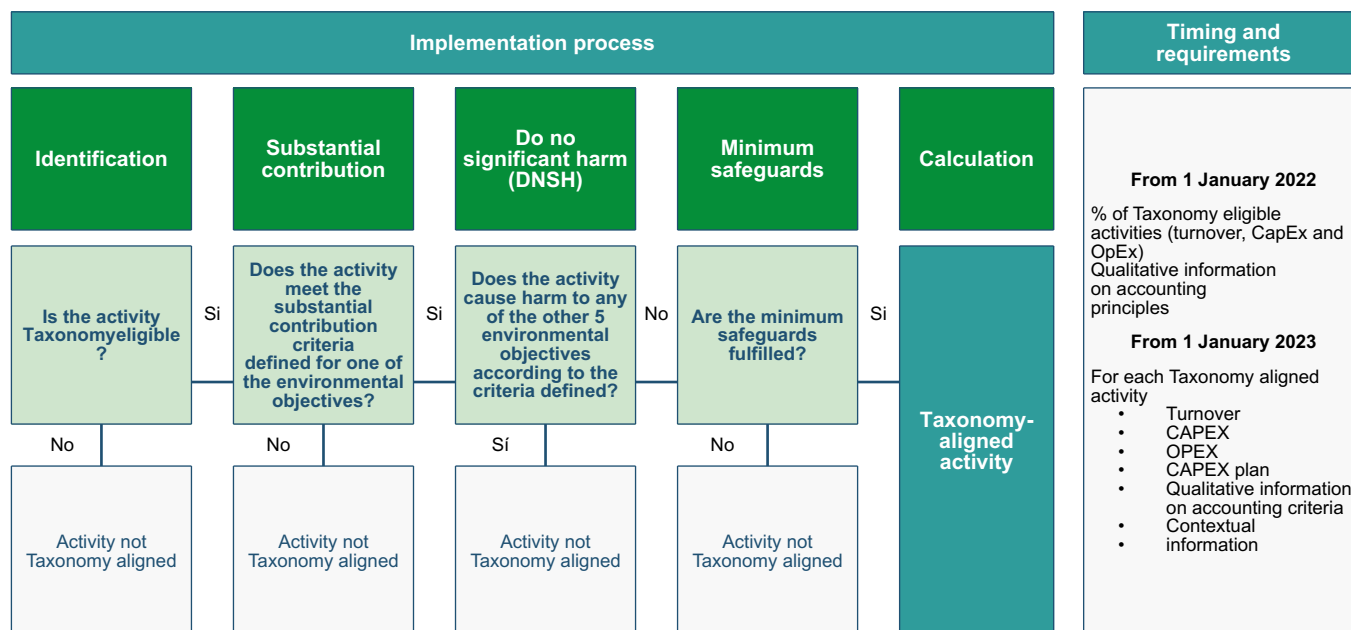 Implementation process
Timing and
requirements
Identification
Substantial
contribution
Do no
significant harm
(DNSH)
Minimum
safeguards
Calculation
Is the activity
Taxonomyeligible
?
Si
Does the activity
meet the
substantial
contribution
criteria
defined for one of
the environmental
objectives?
Si
Does the activity
cause harm to any
of the other 5
environmental
objectives
according to the
criteria defined?
No
Are the minimum
safeguards
fulfilled?
Si
Taxonomy-
aligned
activity
No
No
Sí
No
Activity not
Taxonomy aligned
Activity not
Taxonomy aligned
Activity not
Taxonomy aligned
Activity not
Taxonomy aligned
From 1 January 2022
% of Taxonomy eligible
activities (turnover, CapEx and
OpEx)
Qualitative information
on accounting
principles
From 1 January 2023
For each Taxonomy aligned
activity
• Turnover
• CAPEX
• OPEX
• CAPEX plan
• Qualitative information
on accounting criteria
• Contextual
• information